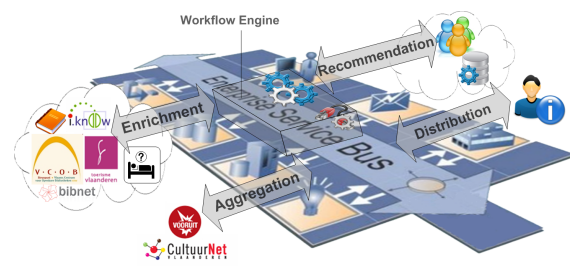 Workflow Engine
Recommendation
Enterprise Service Bus
Enrichment
Distribution
Aggregation
i.know
V·C·O·B
toerisme
vlaanderen
bibnet
?
i
VOORUIT
CultuurNet
VLAANDEREN